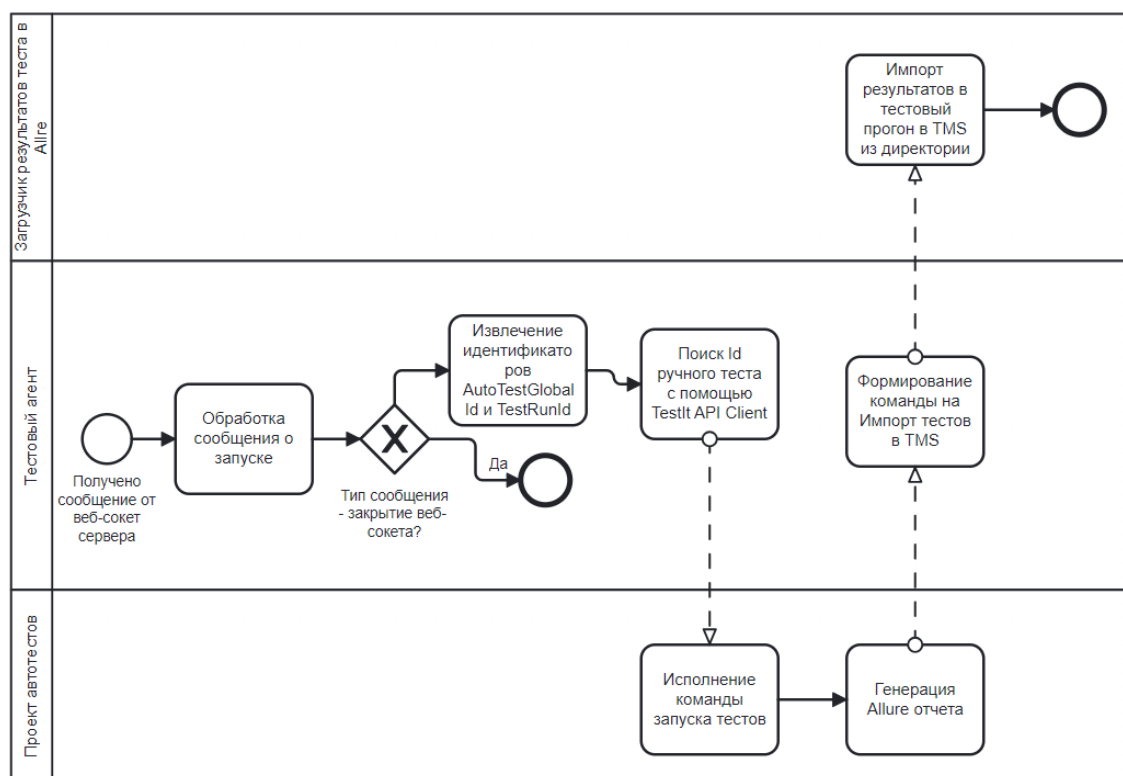 Загрузчик результатов теста в
Allre
Импорт
результатов в
тестовый
прогон в TMS
из директории
Тестовый агент
Получено
сообщение от
веб-сокет
сервера
Обработка
сообщения о
запуске
Тип сообщения
- закрытие веб-
сокета?
Да
Извлечение
идентификато
ров
AutoTestGlobal
Id и TestRunId
Поиск Id
ручного теста
с помощью
TestIt API Client
Формирование
команды на
Импорт тестов
в TMS
Проект автотестов
Исполнение
команды
запуска тестов
Генерация
Allure отчета